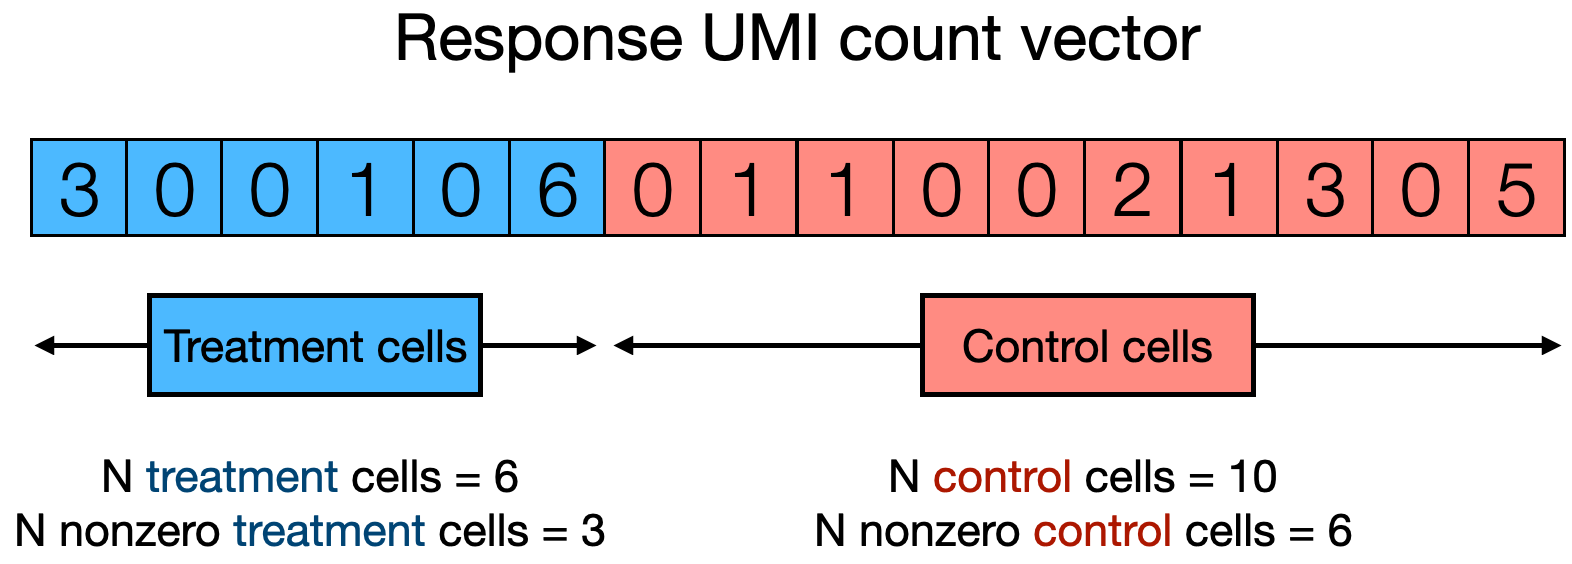 Response UMI count vector
3 0 0 1 0 6 0 1 1 0 0 2 1 3 0 5
Treatment cells
Control cells
N treatment cells = 6
N nonzero treatment cells = 3
N control cells = 10
N nonzero control cells = 6